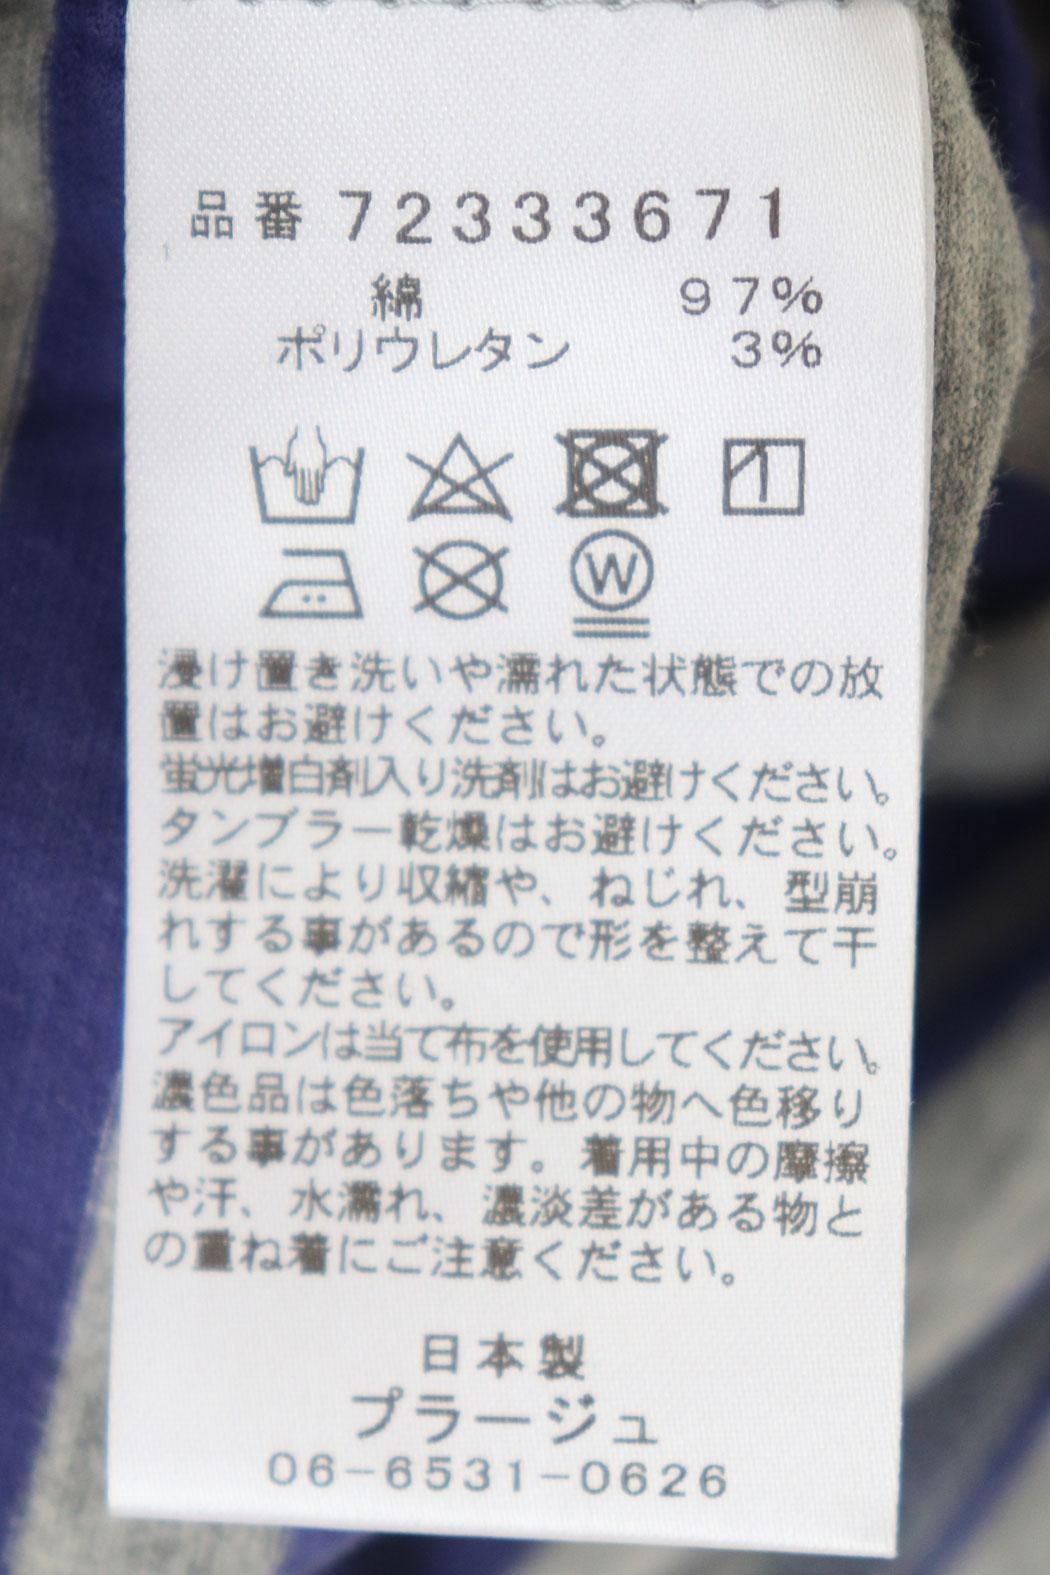 品番 72333671
綿 97%
ポリウレタン 3%
W
浸け置き洗いや濡れた状態での放
置はお避けください。
蛍光増白剤入り洗剤はお避けください。
タンブラー乾燥はお避けください。
洗濯により収縮や、ねじれ、型崩
れする事があるので形を整えて干
してください。
アイロンは当て布を使用してください。
濃色品は色落ちや他の物へ色移り
する事があります。着用中の摩擦
や汗、水濡れ、濃淡差がある物と
の重ね着にご注意ください。
日本製
プラージュ
06-6531-0626